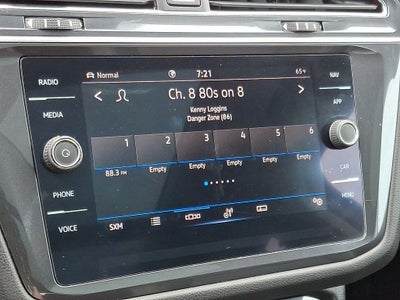 RADIO
MEDIA
PHONE
VOICE
Normal
7:21
65°F
Ch. 8 80s on 8
Kenny Loggins
Danger Zone (86)
1 2 3 4 5 6
88.3 FM Empty Empty Empty Empty Empty
SXM
NAV
APP
CAR
MENU